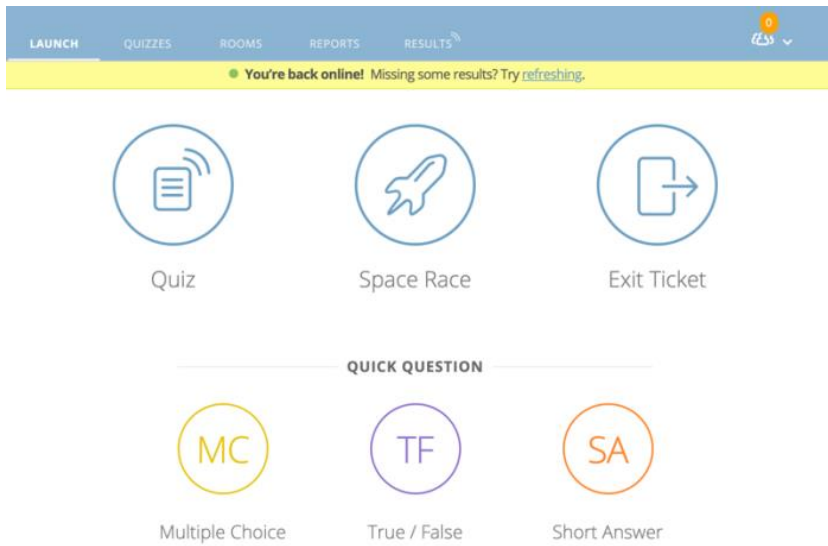 0
LAUNCH QUIZZES ROOMS REPORTS RESULTS
You're back online! Missing some results? Try refreshing.
Quiz Space Race Exit Ticket
QUICK QUESTION
MC TF SA
Multiple Choice True / False Short Answer